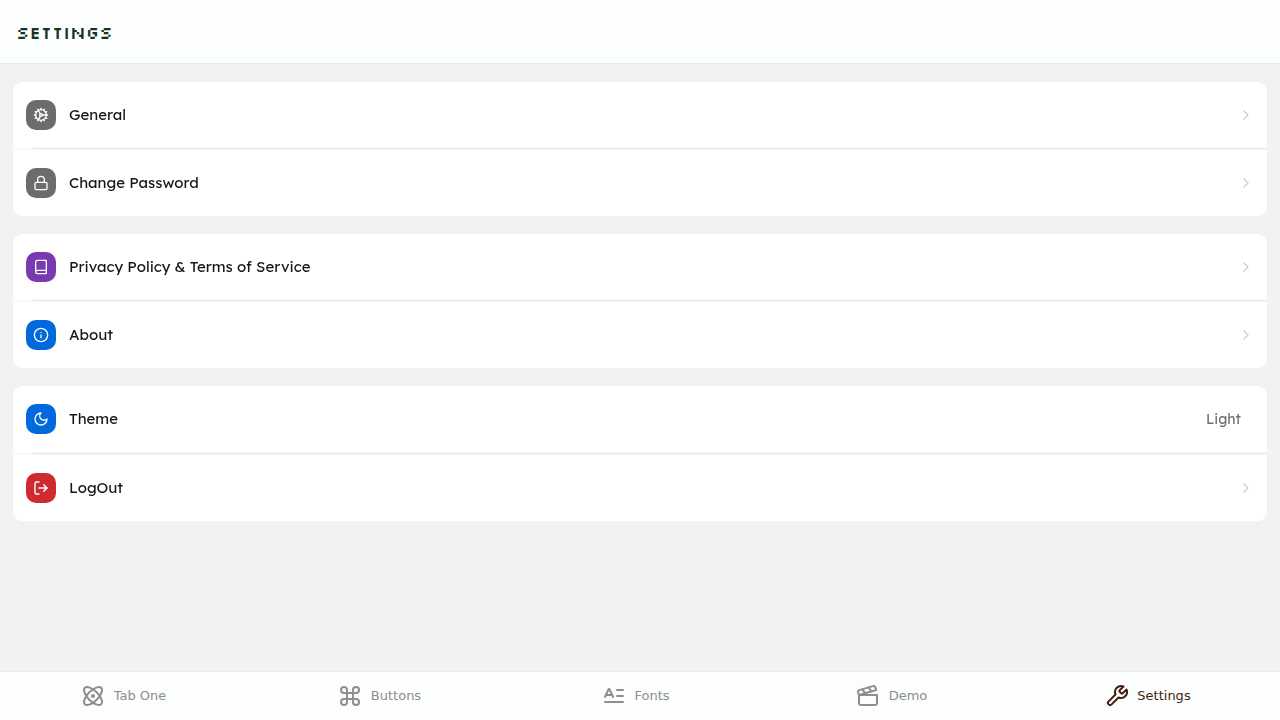 SETTINGS
General
Change Password
Privacy Policy & Terms of Service
About
Theme Light
LogOut
Tab One Buttons Fonts Demo Settings